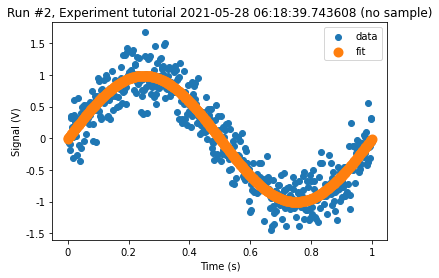 Run #2, Experiment tutorial 2021-05-28 06:18:39.743608 (no sample)
data
fit
1.5
1
0.5
0
-0.5
-1
-1.5
Signal (V)
0 0.2 0.4 0.6 0.8 1
Time (s)